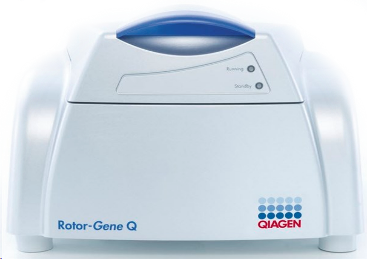 Running
Standby
Rotor-Gene Q
QIAGEN